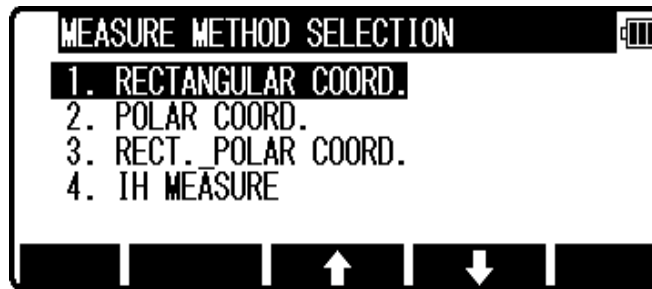 MEASURE METHOD SELECTION
1. RECTANGULAR COORD.
2. POLAR COORD.
3. RECT._POLAR COORD.
4. IH MEASURE